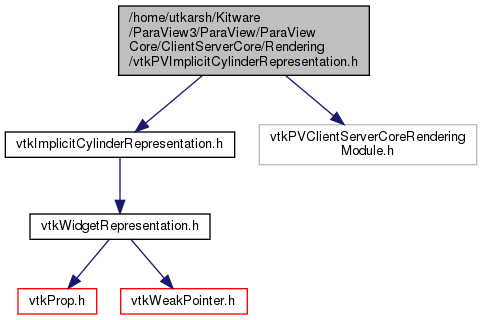 /home/utkarsh/Kitware
/ParaView3/ParaView/ParaView
Core/ClientServerCore/Rendering
/vtkPVImplicitCylinderRepresentation.h
vtkImplicitCylinderRepresentation.h
vtkPVClientServerCoreRendering
Module.h
vtkWidgetRepresentation.h
vtkProp.h
vtkWeakPointer.h